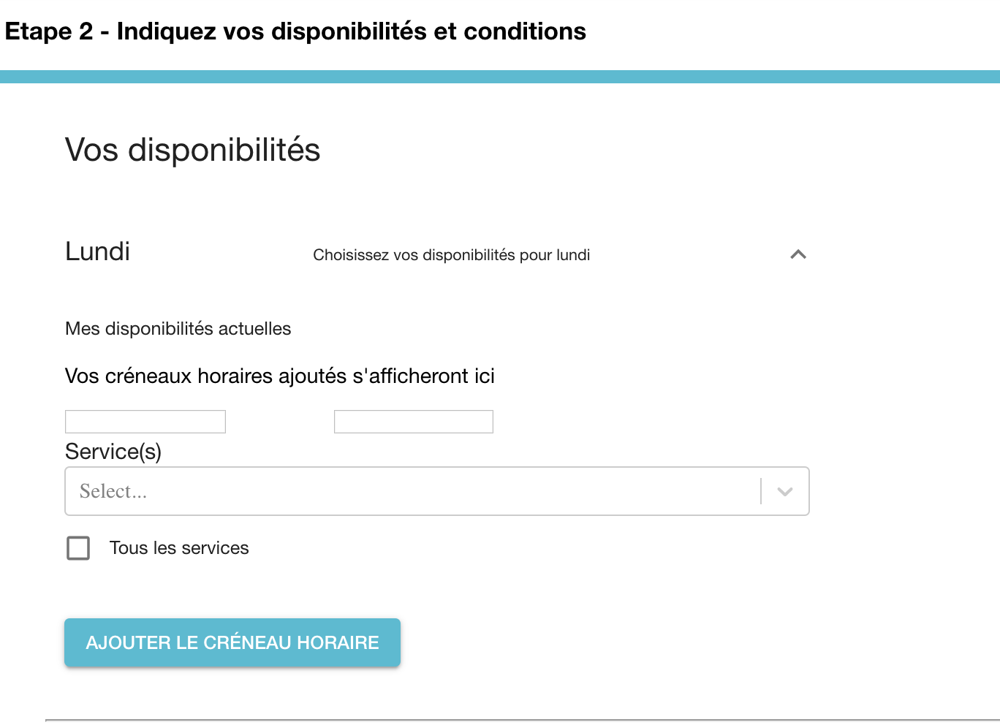 Etape 2 - Indiquez vos disponibilités et conditions
Vos disponibilités
Lundi
Choisissez vos disponibilités pour lundi
Mes disponibilités actuelles
Vos créneaux horaires ajoutés s'afficheront ici
Service(s)
Select...
Tous les services
AJOUTER LE CRÉNEAU HORAIRE